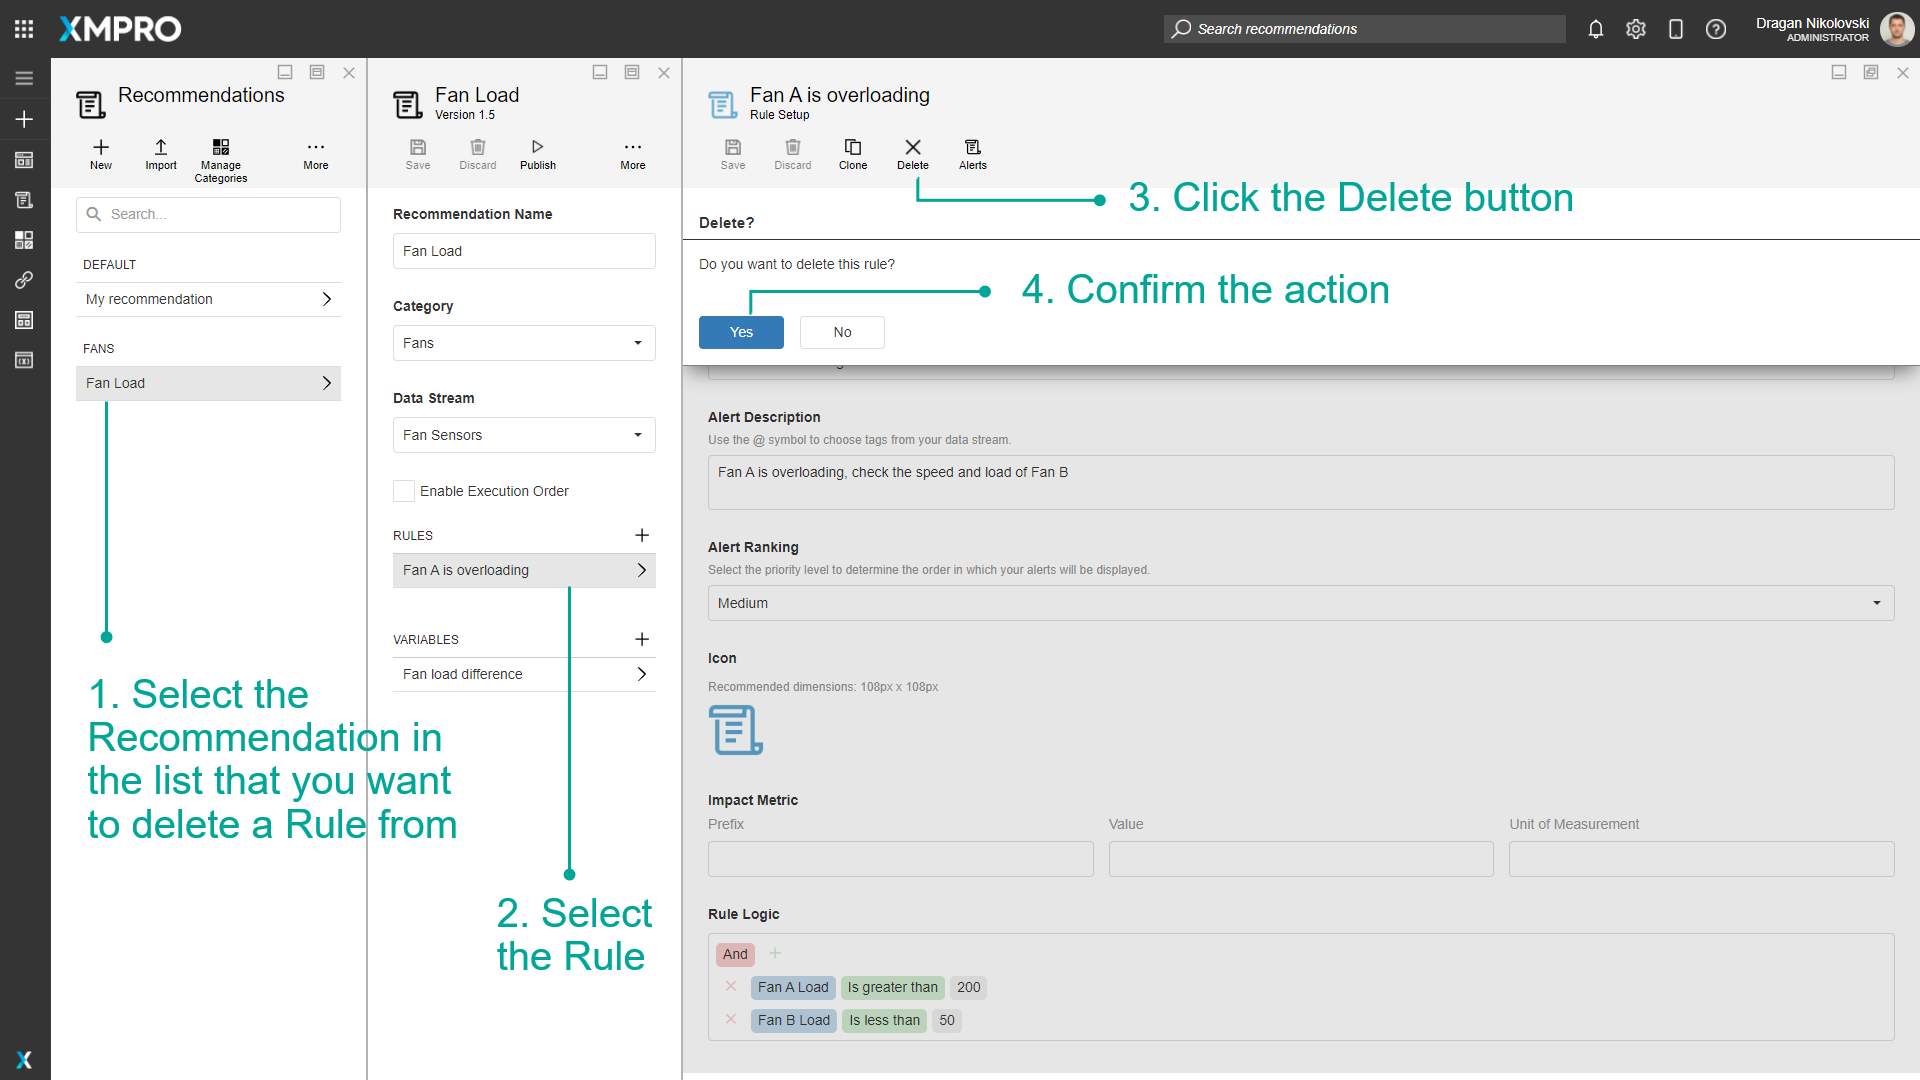 XMPRO
Search recommendations
Dragan Nikolovski
ADMINISTRATOR
Recommendations
New
Import
Manage
Categories
More
Search...
DEFAULT
My recommendation
FANS
Fan Load
1. Select the
Recommendation in
the list that you want
to delete a Rule from
Fan Load
Version 1.5
Save
Discard
Publish
More
Recommendation Name
Fan Load
Category
Fans
Data Stream
Fan Sensors
Enable Execution Order
RULES
Fan A is overloading
VARIABLES
Fan load difference
2. Select
the Rule
Fan A is overloading
Rule Setup
Save
Discard
Clone
Delete
Alerts
3. Click the Delete button
Delete?
Do you want to delete this rule?
4. Confirm the action
Yes
No
Alert Description
Use the @ symbol to choose tags from your data stream.
Fan A is overloading, check the speed and load of Fan B
Alert Ranking
Select the priority level to determine the order in which your alerts will be displayed.
Medium
Icon
Recommended dimensions: 108px x 108px
Impact Metric
Prefix
Value
Unit of Measurement
Rule Logic
And
Fan A Load Is greater than 200
Fan B Load Is less than 50